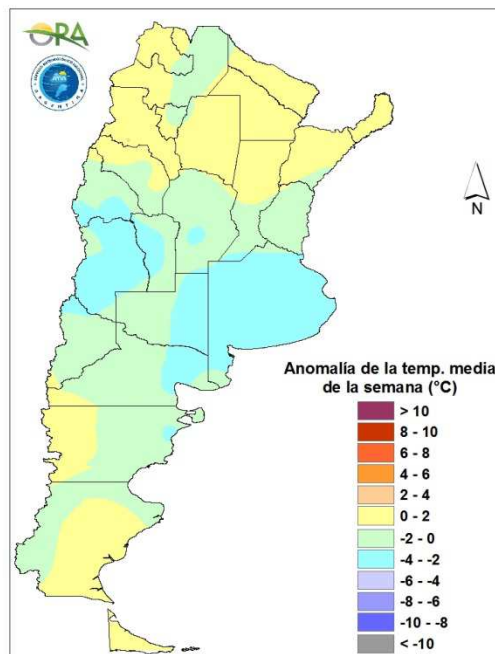 ORA
N
Anomalía de la temp. media
de la semana (°C)
> 10
8 - 10
6 - 8
4 - 6
2 - 4
0 - 2
-2 - 0
-4 - -2
-6 - -4
-8 - -6
-10 - -8
< -10